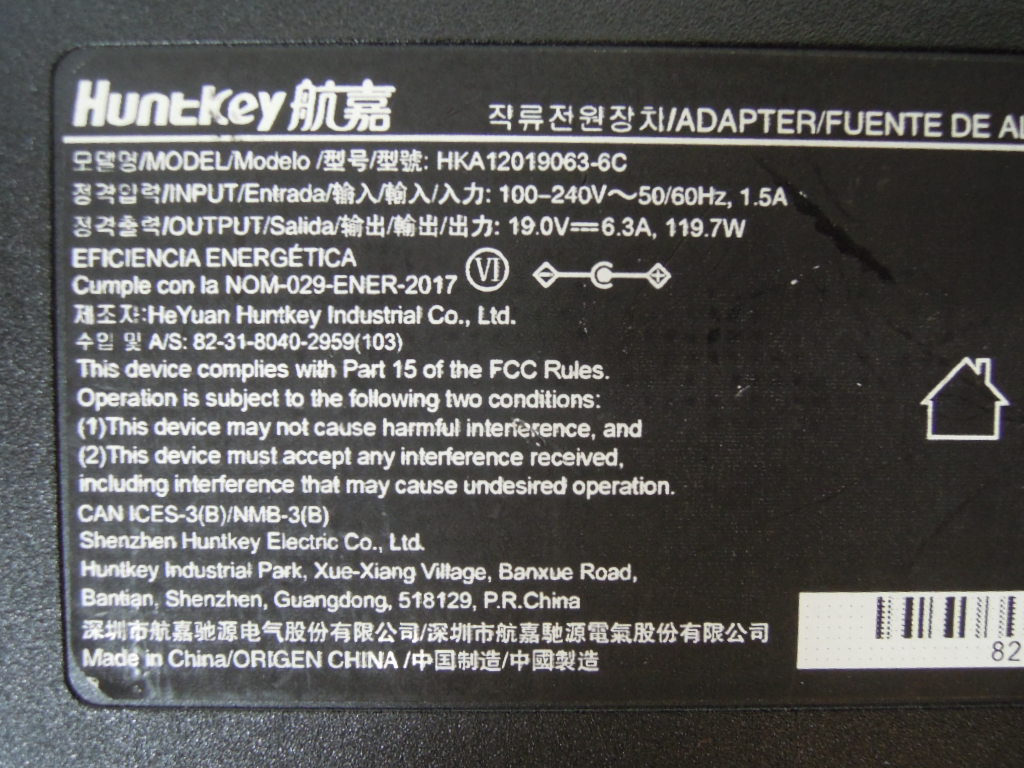 Huntkey 航嘉
직류전원장치/ADAPTER/FUENTE DE
모델명/MODEL/Modelo /型号/型號: HKA12019063-6C
정격입력/INPUT/Entrada/输入/輸入/入力: 100-240V～50/60Hz, 1.5A
정격출력/OUTPUT/Salida/输出/輸出/出力: 19.0V⎓6.3A, 119.7W
EFICIENCIA ENERGÉTICA
Cumple con la NOM-029-ENER-2017
VI
제조자:HeYuan Huntkey Industrial Co., Ltd.
수입 및 A/S: 82-31-8040-2959(103)
This device complies with Part 15 of the FCC Rules.
Operation is subject to the following two conditions:
(1)This device may not cause harmful interference, and
(2)This device must accept any interference received,
including interference that may cause undesired operation.
CAN ICES-3(B)/NMB-3(B)
Shenzhen Huntkey Electric Co., Ltd.
Huntkey Industrial Park, Xue-Xiang Village, Banxue Road,
Bantian, Shenzhen, Guangdong, 518129, P.R.China
深圳市航嘉驰源电气股份有限公司/深圳市航嘉馳源電氣股份有限公司
Made in China/ORIGEN CHINA /中国制造/中國製造
82